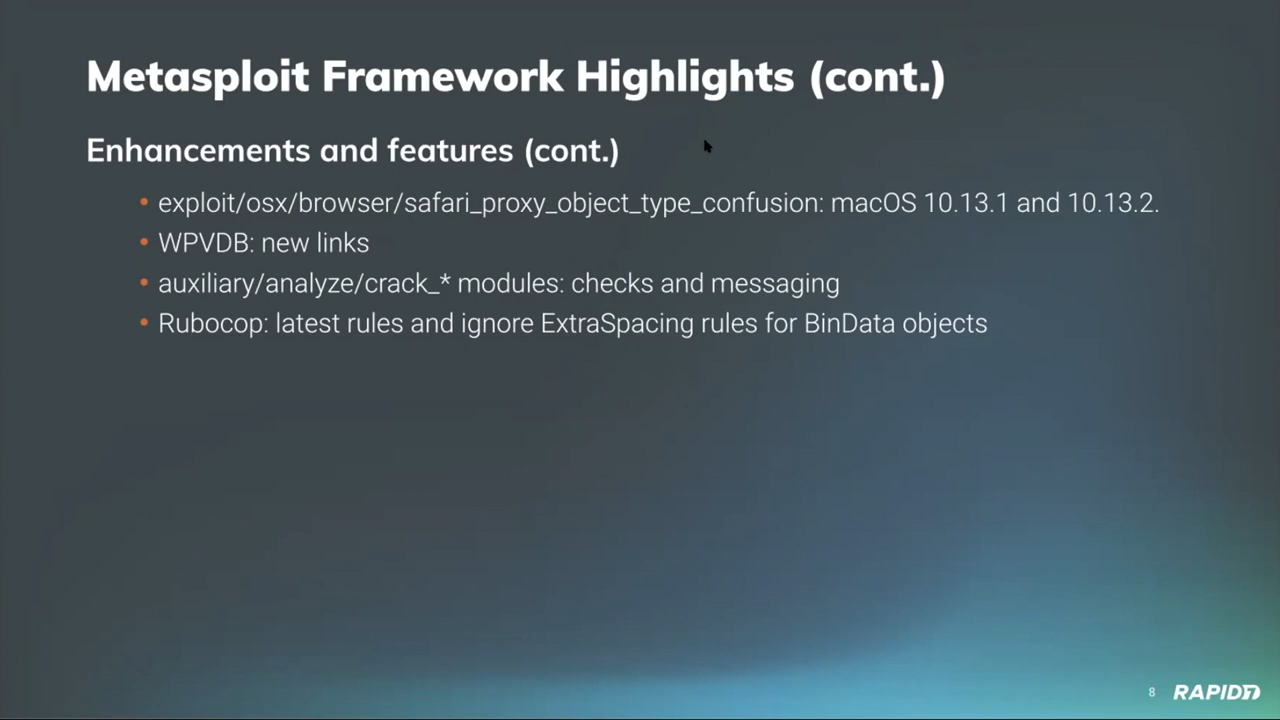 Metasploit Framework Highlights (cont.)
Enhancements and features (cont.)
• exploit/osx/browser/safari_proxy_object_type_confusion: macOS 10.13.1 and 10.13.2.
• WPVDB: new links
• auxiliary/analyze/crack_* modules: checks and messaging
• Rubocop: latest rules and ignore ExtraSpacing rules for BinData objects
8 RAPID7